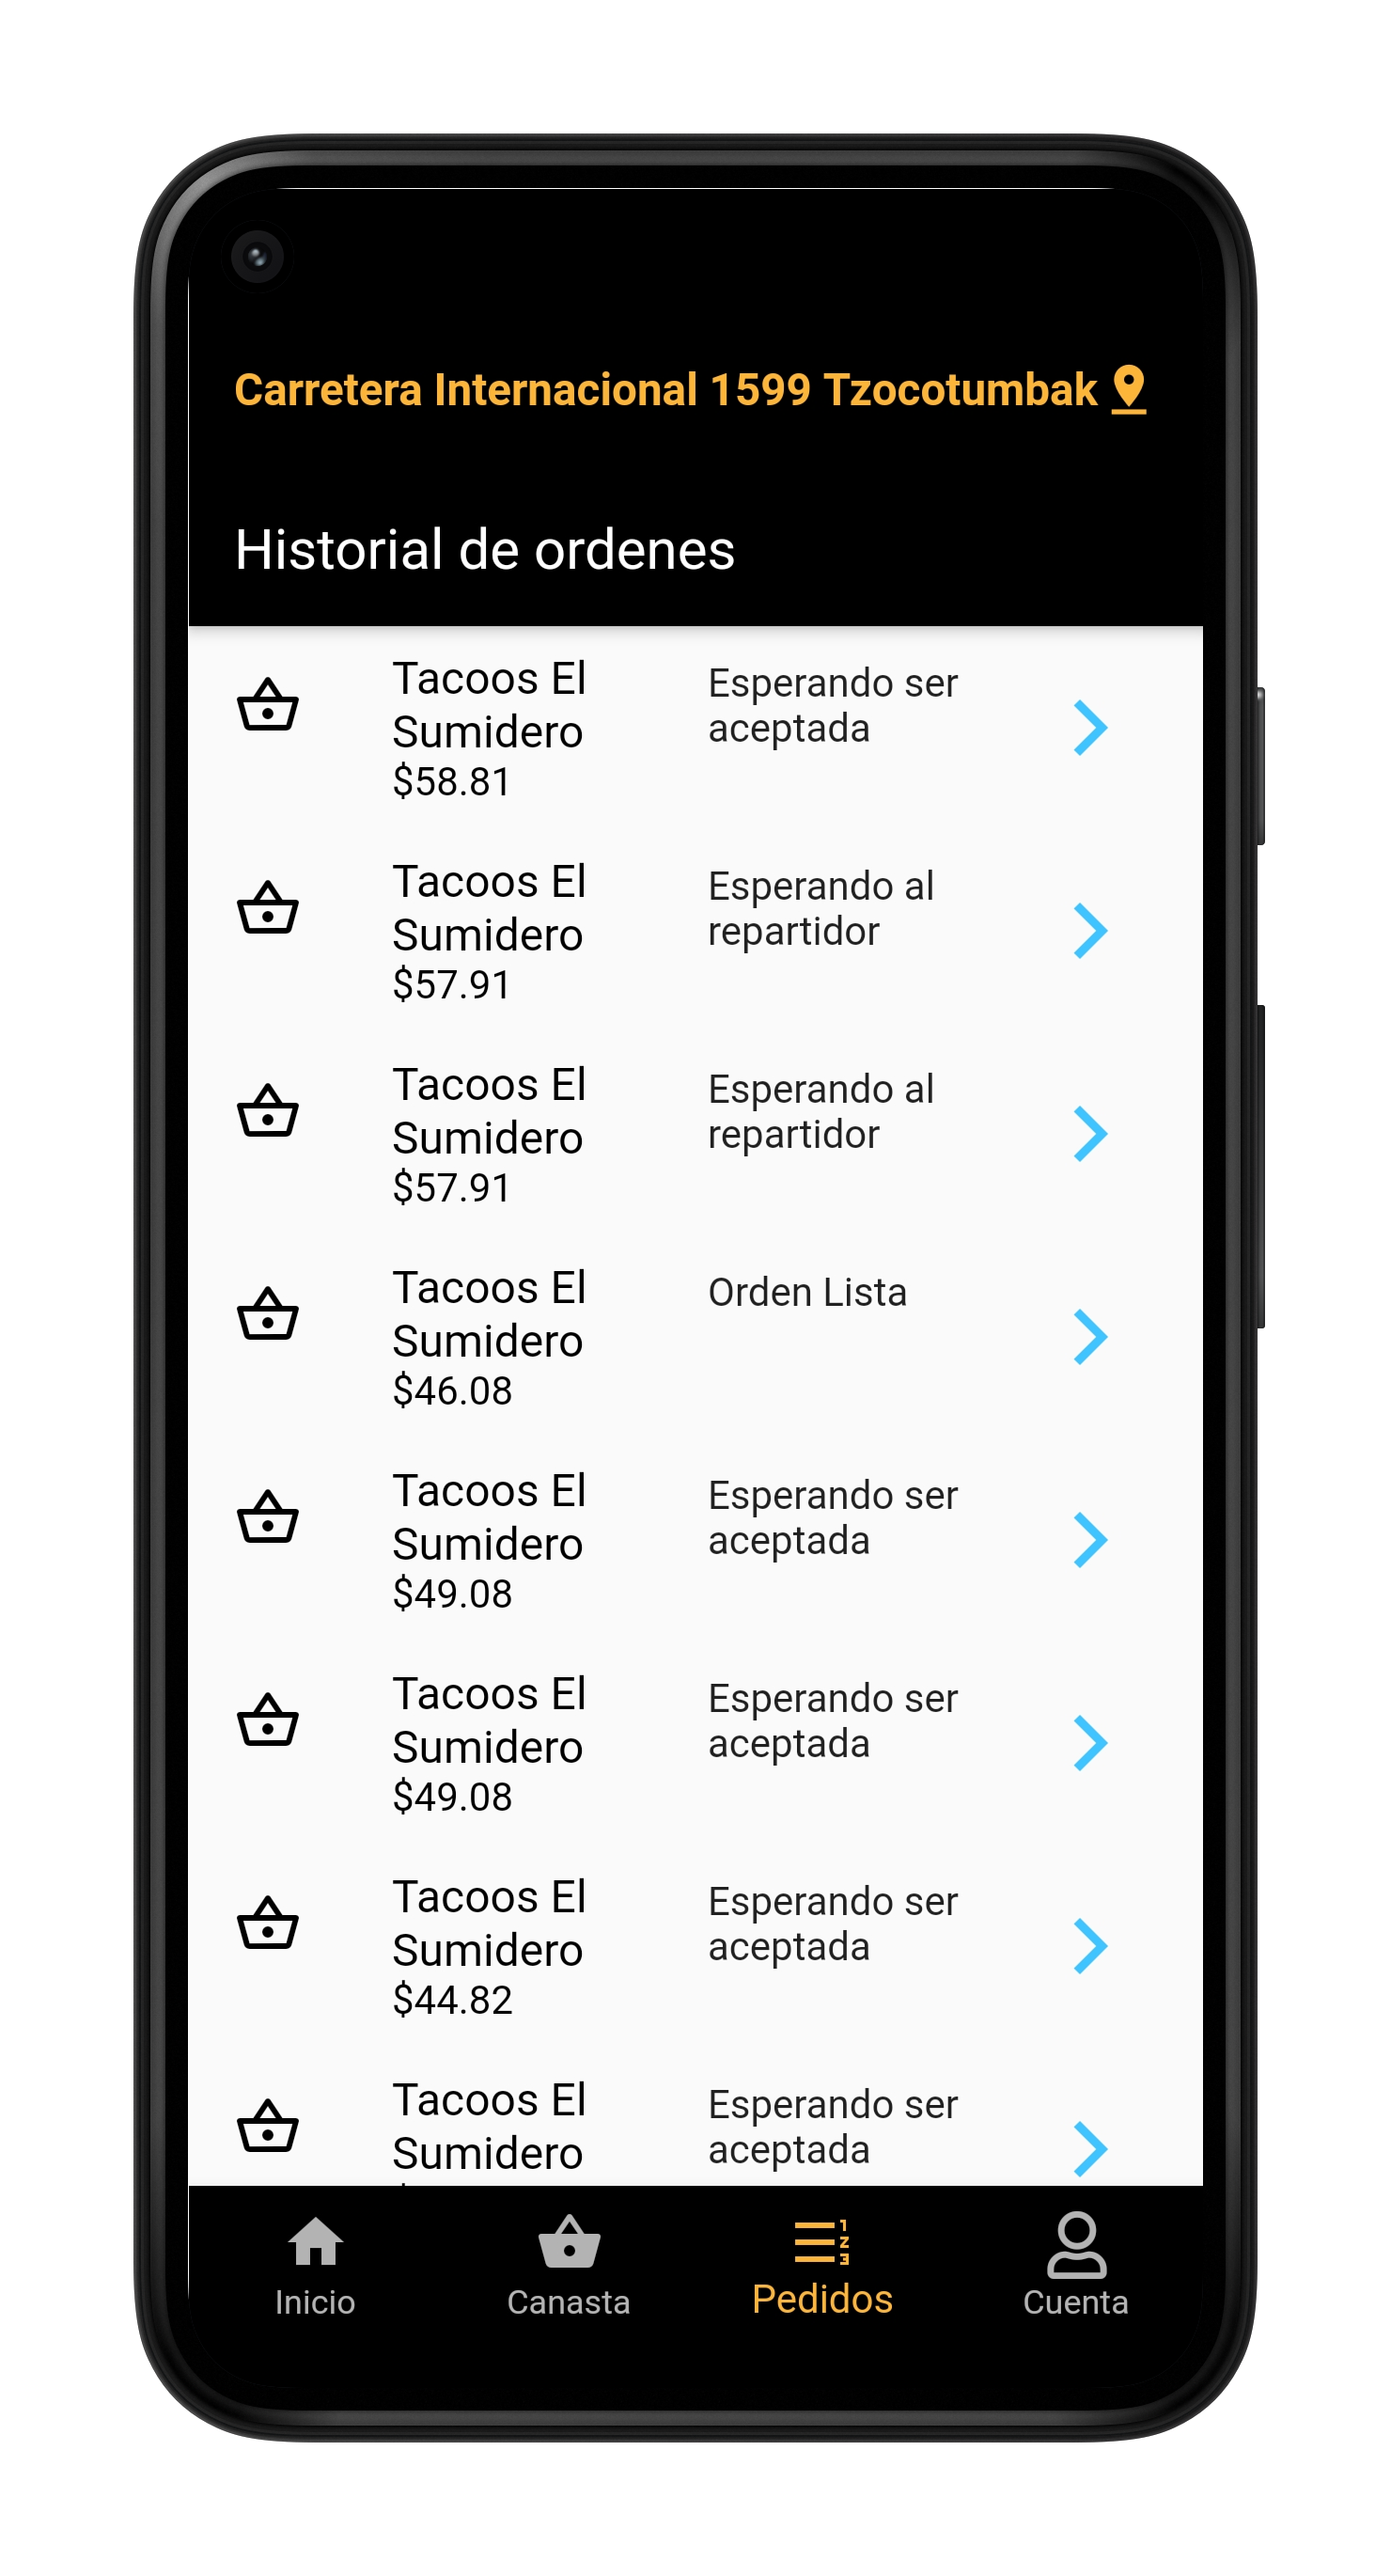 Carretera Internacional 1599 Tzocotumbak
Historial de ordenes
Tacoos El
Sumidero
$58.81
Esperando ser
aceptada
Tacoos El
Sumidero
$57.91
Esperando al
repartidor
Tacoos El
Sumidero
$57.91
Esperando al
repartidor
Tacoos El
Sumidero
$46.08
Orden Lista
Tacoos El
Sumidero
$49.08
Esperando ser
aceptada
Tacoos El
Sumidero
$49.08
Esperando ser
aceptada
Tacoos El
Sumidero
$44.82
Esperando ser
aceptada
Tacoos El
Sumidero
Esperando ser
aceptada
Inicio
Canasta
Pedidos
Cuenta